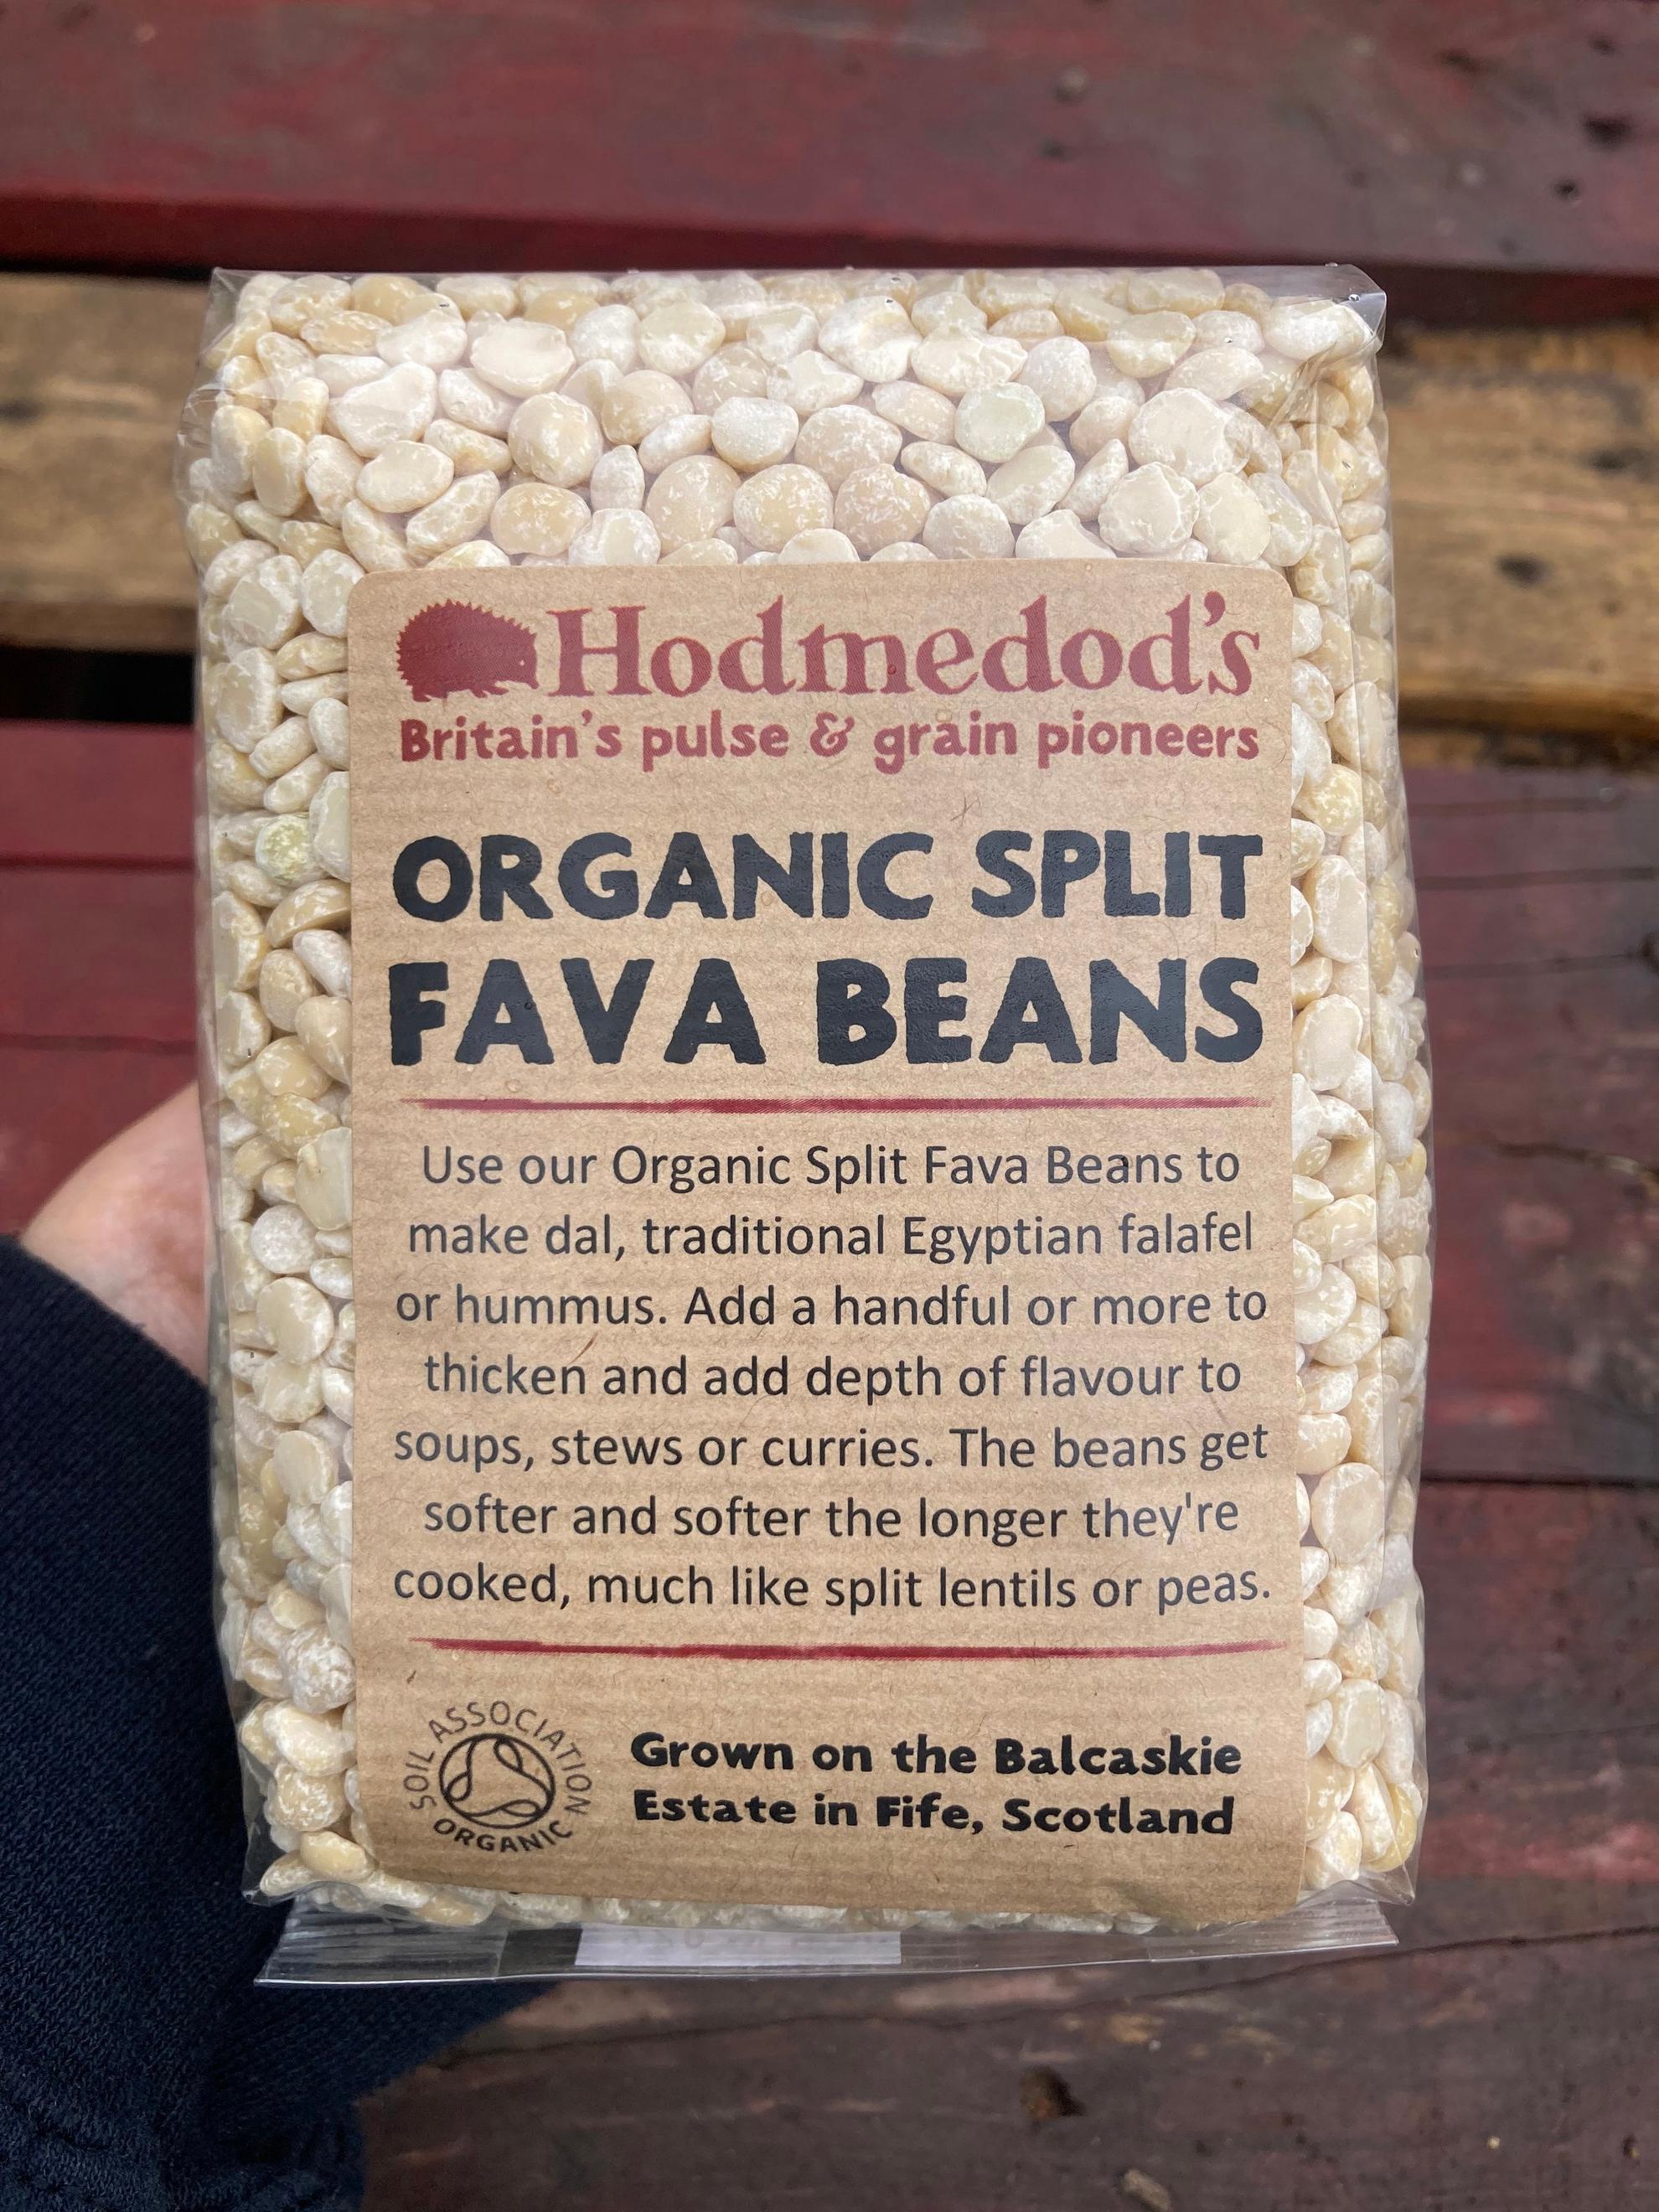 Hodmedod's
Britain's pulse & grain pioneers
ORGANIC SPLIT
FAVA BEANS
Use our Organic Split Fava Beans to
make dal, traditional Egyptian falafel
or hummus. Add a handful or more to
thicken and add depth of flavour to
soups, stews or curries. The beans get
softer and softer the longer they're
cooked, much like split lentils or peas.
SOIL ASSOCIATION
ORGANIC
Grown on the Balcaskie
Estate in Fife, Scotland